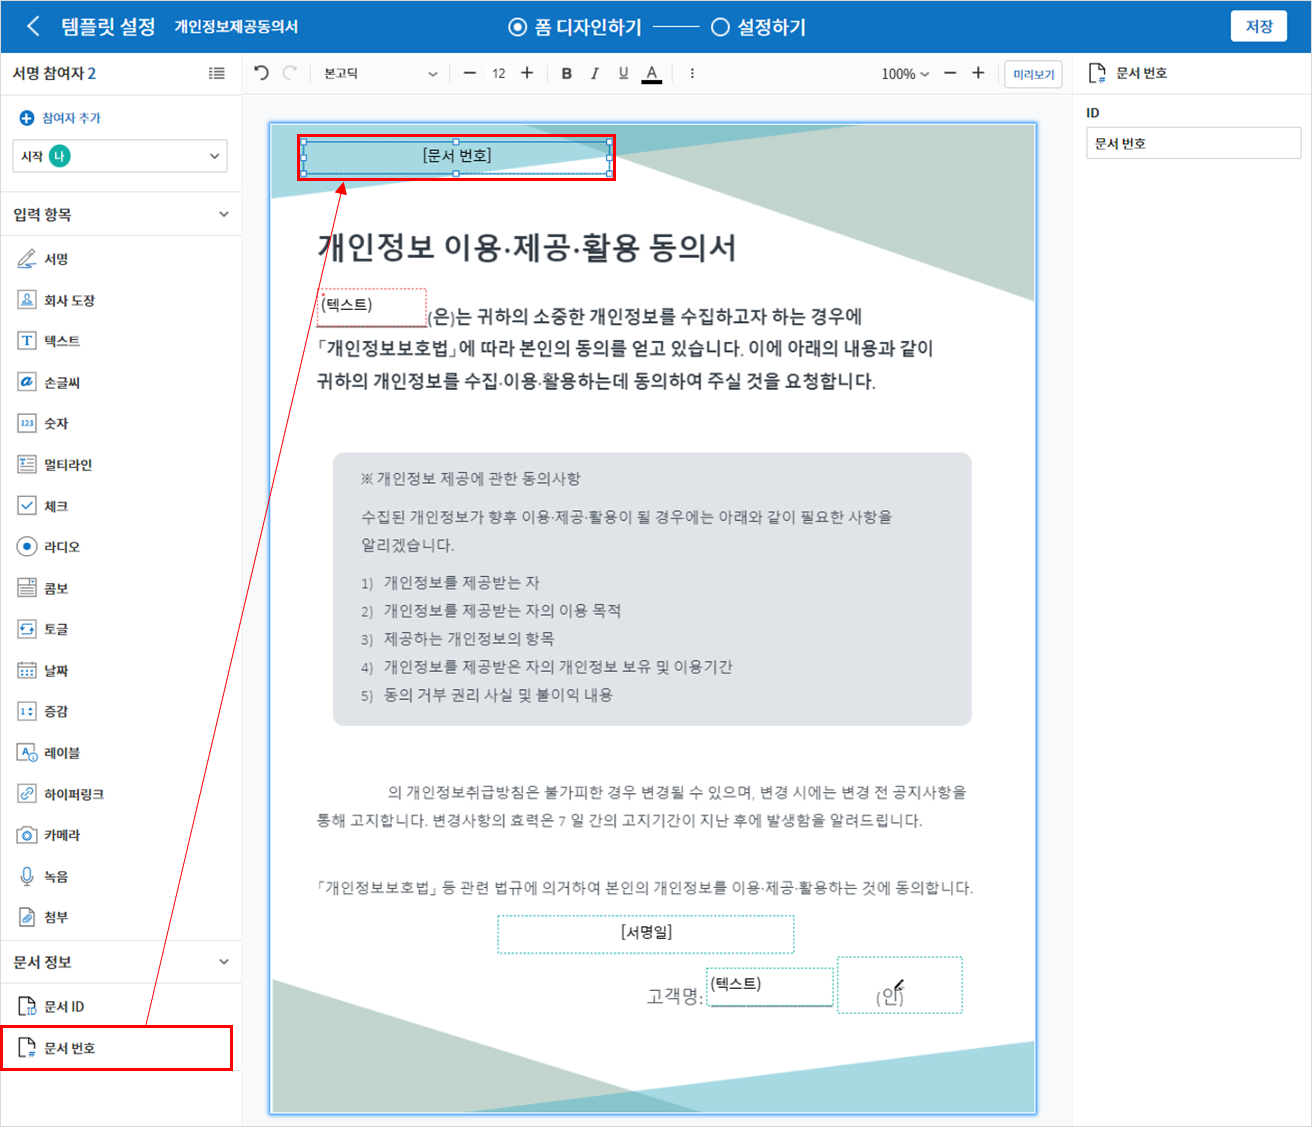 템플릿 설정 개인정보제공동의서 폼 디자인하기 설정하기 저장
서명 참여자 2
참여자 추가
시작 나
입력 항목
서명
회사 도장
텍스트
손글씨
숫자
멀티라인
체크
라디오
콤보
토글
날짜
증감
레이블
하이퍼링크
카메라
녹음
첨부
문서 정보
문서 ID
문서 번호
본고딕 12 B I U A 100% 미리보기
[문서 번호]
개인정보 이용·제공·활용 동의서
(텍스트) (은)는 귀하의 소중한 개인정보를 수집하고자 하는 경우에
「개인정보보호법」에 따라 본인의 동의를 얻고 있습니다. 이에 아래의 내용과 같이
귀하의 개인정보를 수집·이용·활용하는데 동의하여 주실 것을 요청합니다.
※ 개인정보 제공에 관한 동의사항
수집된 개인정보가 향후 이용·제공·활용이 될 경우에는 아래와 같이 필요한 사항을
알리겠습니다.
1) 개인정보를 제공받는 자
2) 개인정보를 제공받는 자의 이용 목적
3) 제공하는 개인정보의 항목
4) 개인정보를 제공받은 자의 개인정보 보유 및 이용기간
5) 동의 거부 권리 사실 및 불이익 내용
의 개인정보취급방침은 불가피한 경우 변경될 수 있으며, 변경 시에는 변경 전 공지사항을
통해 고지합니다. 변경사항의 효력은 7 일 간의 고지기간이 지난 후에 발생함을 알려드립니다.
「개인정보보호법」 등 관련 법규에 의거하여 본인의 개인정보를 이용·제공·활용하는 것에 동의합니다.
[서명일]
고객명: (텍스트) (인)
문서 번호
ID
문서 번호